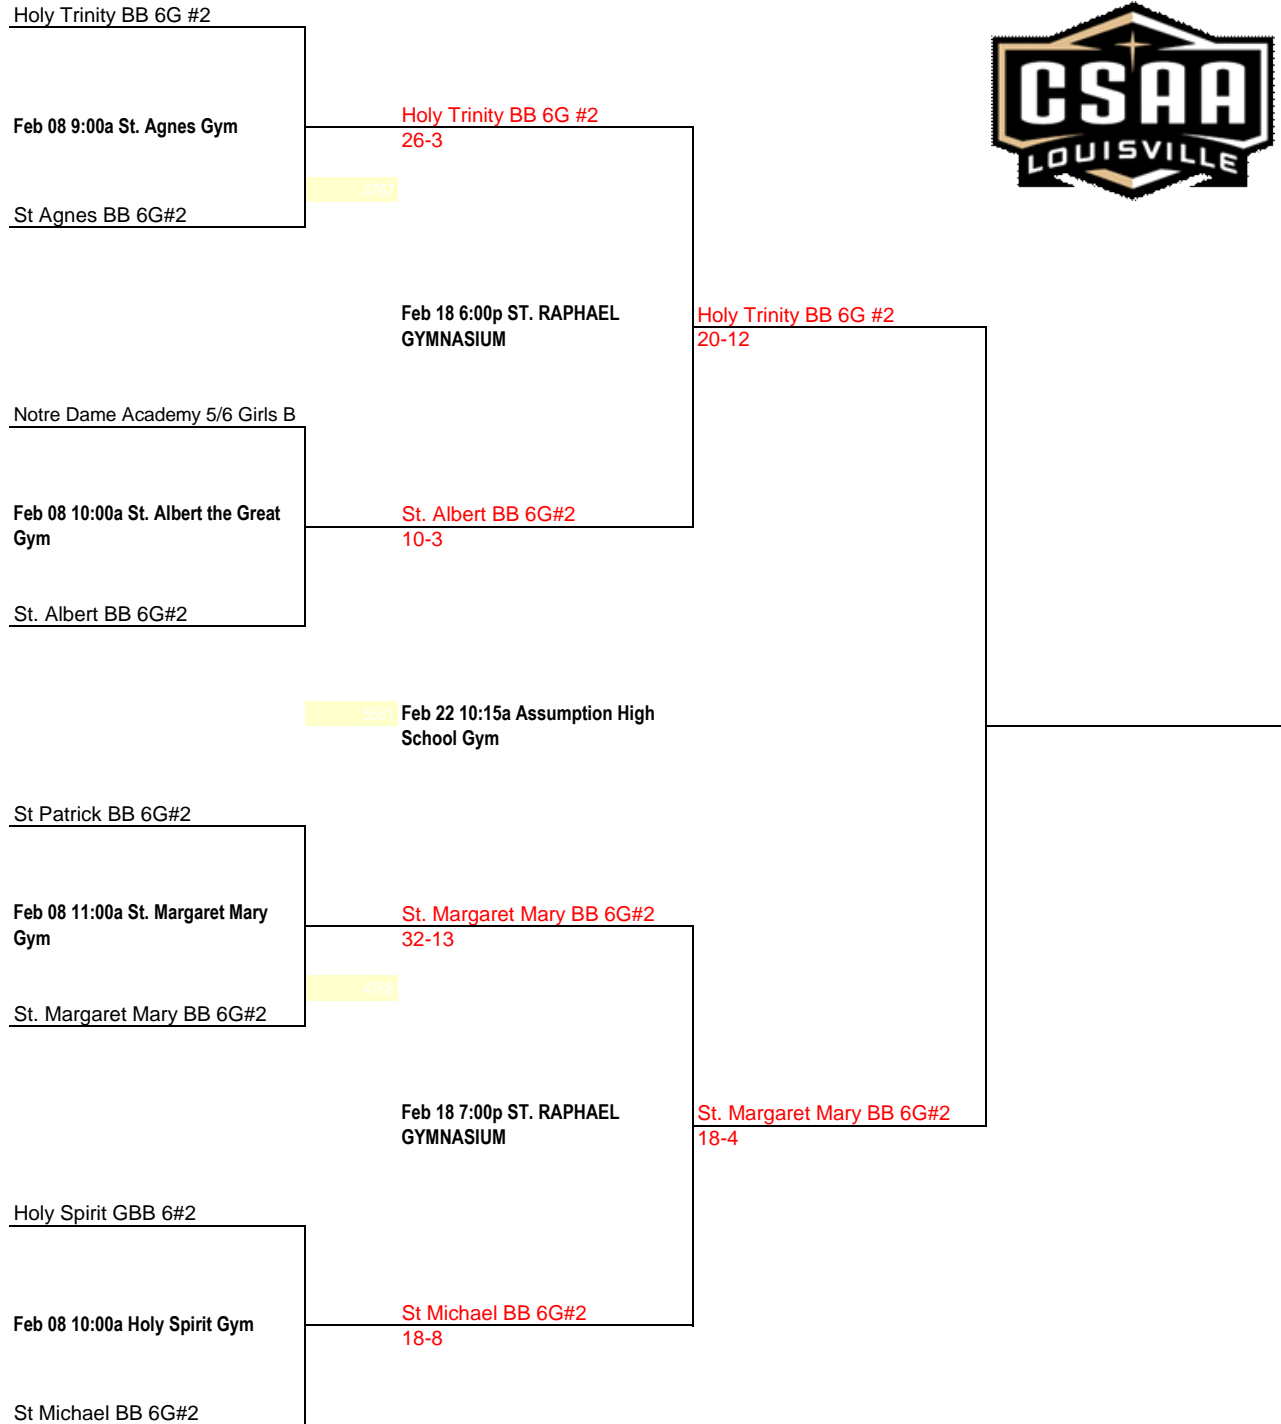 Holy Trinity BB 6G #2
CSAA
LOUISVILLE
Feb 08 9:00a St. Agnes Gym
Holy Trinity BB 6G #2
26-3
4767
St Agnes BB 6G#2
Feb 18 6:00p ST. RAPHAEL
GYMNASIUM
Holy Trinity BB 6G #2
20-12
Notre Dame Academy 5/6 Girls B
Feb 08 10:00a St. Albert the Great
Gym
St. Albert BB 6G#2
10-3
St. Albert BB 6G#2
Feb 22 10:15a Assumption High
School Gym
St Patrick BB 6G#2
Feb 08 11:00a St. Margaret Mary
Gym
St. Margaret Mary BB 6G#2
32-13
4768
St. Margaret Mary BB 6G#2
Feb 18 7:00p ST. RAPHAEL
GYMNASIUM
St. Margaret Mary BB 6G#2
18-4
Holy Spirit GBB 6#2
Feb 08 10:00a Holy Spirit Gym
St Michael BB 6G#2
18-8
St Michael BB 6G#2